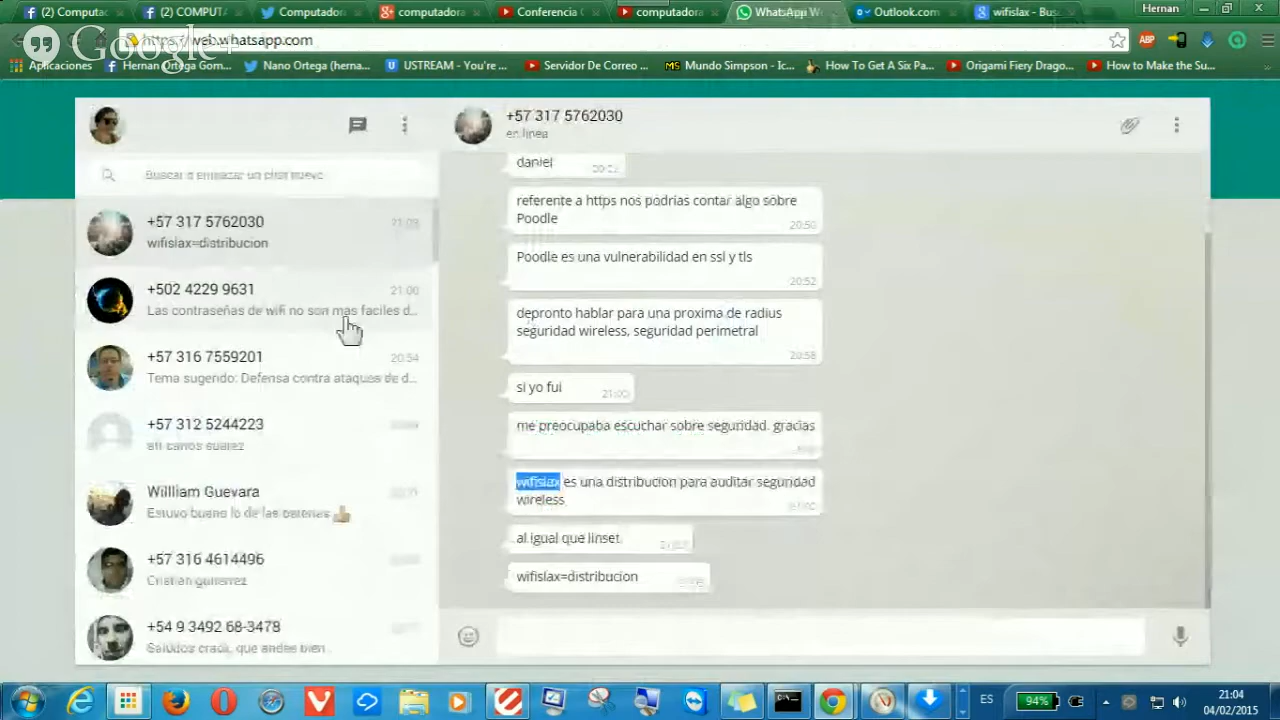 (2) Computac
(2) COMPUTA
Computador
computadora
Conferencia
computadora
WhatsApp We
Outlook.com
wifislax - Bus
Hernan
Google+
https://web.whatsapp.com
ABP
Aplicaciones
Hernan Ortega Gom...
Nano Ortega (herna...
USTREAM - You're ...
Servidor De Correo ...
Mundo Simpson - Ic...
How To Get A Six Pa...
Origami Fiery Drago...
How to Make the Su...
+57 317 5762030
en línea
Buscar o empezar un chat nuevo
+57 317 5762030
21:03
wifislax=distribucion
+502 4229 9631
21:00
Las contraseñas de wifi no son mas faciles d...
+57 316 7559201
20:54
Tema sugerido: Defensa contra ataques de d...
+57 312 5244223
att carlos suarez
Willliam Guevara
Estuvo bueno lo de las baterias
+57 316 4614496
Cristian gutierrez
+54 9 3492 68-3478
Saludos crack, que andes bien
daniel
referente a https nos podrias contar algo sobre
Poodle
20:50
Poodle es una vulnerabilidad en ssl y tls
20:52
depronto hablar para una proxima de radius
seguridad wireless, seguridad perimetral
20:58
si yo fui
21:00
me preocupaba escuchar sobre seguridad. gracias
wifislax es una distribucion para auditar seguridad
wireless
al igual que linset
wifislax=distribucion
ES
94%
21:04
04/02/2015